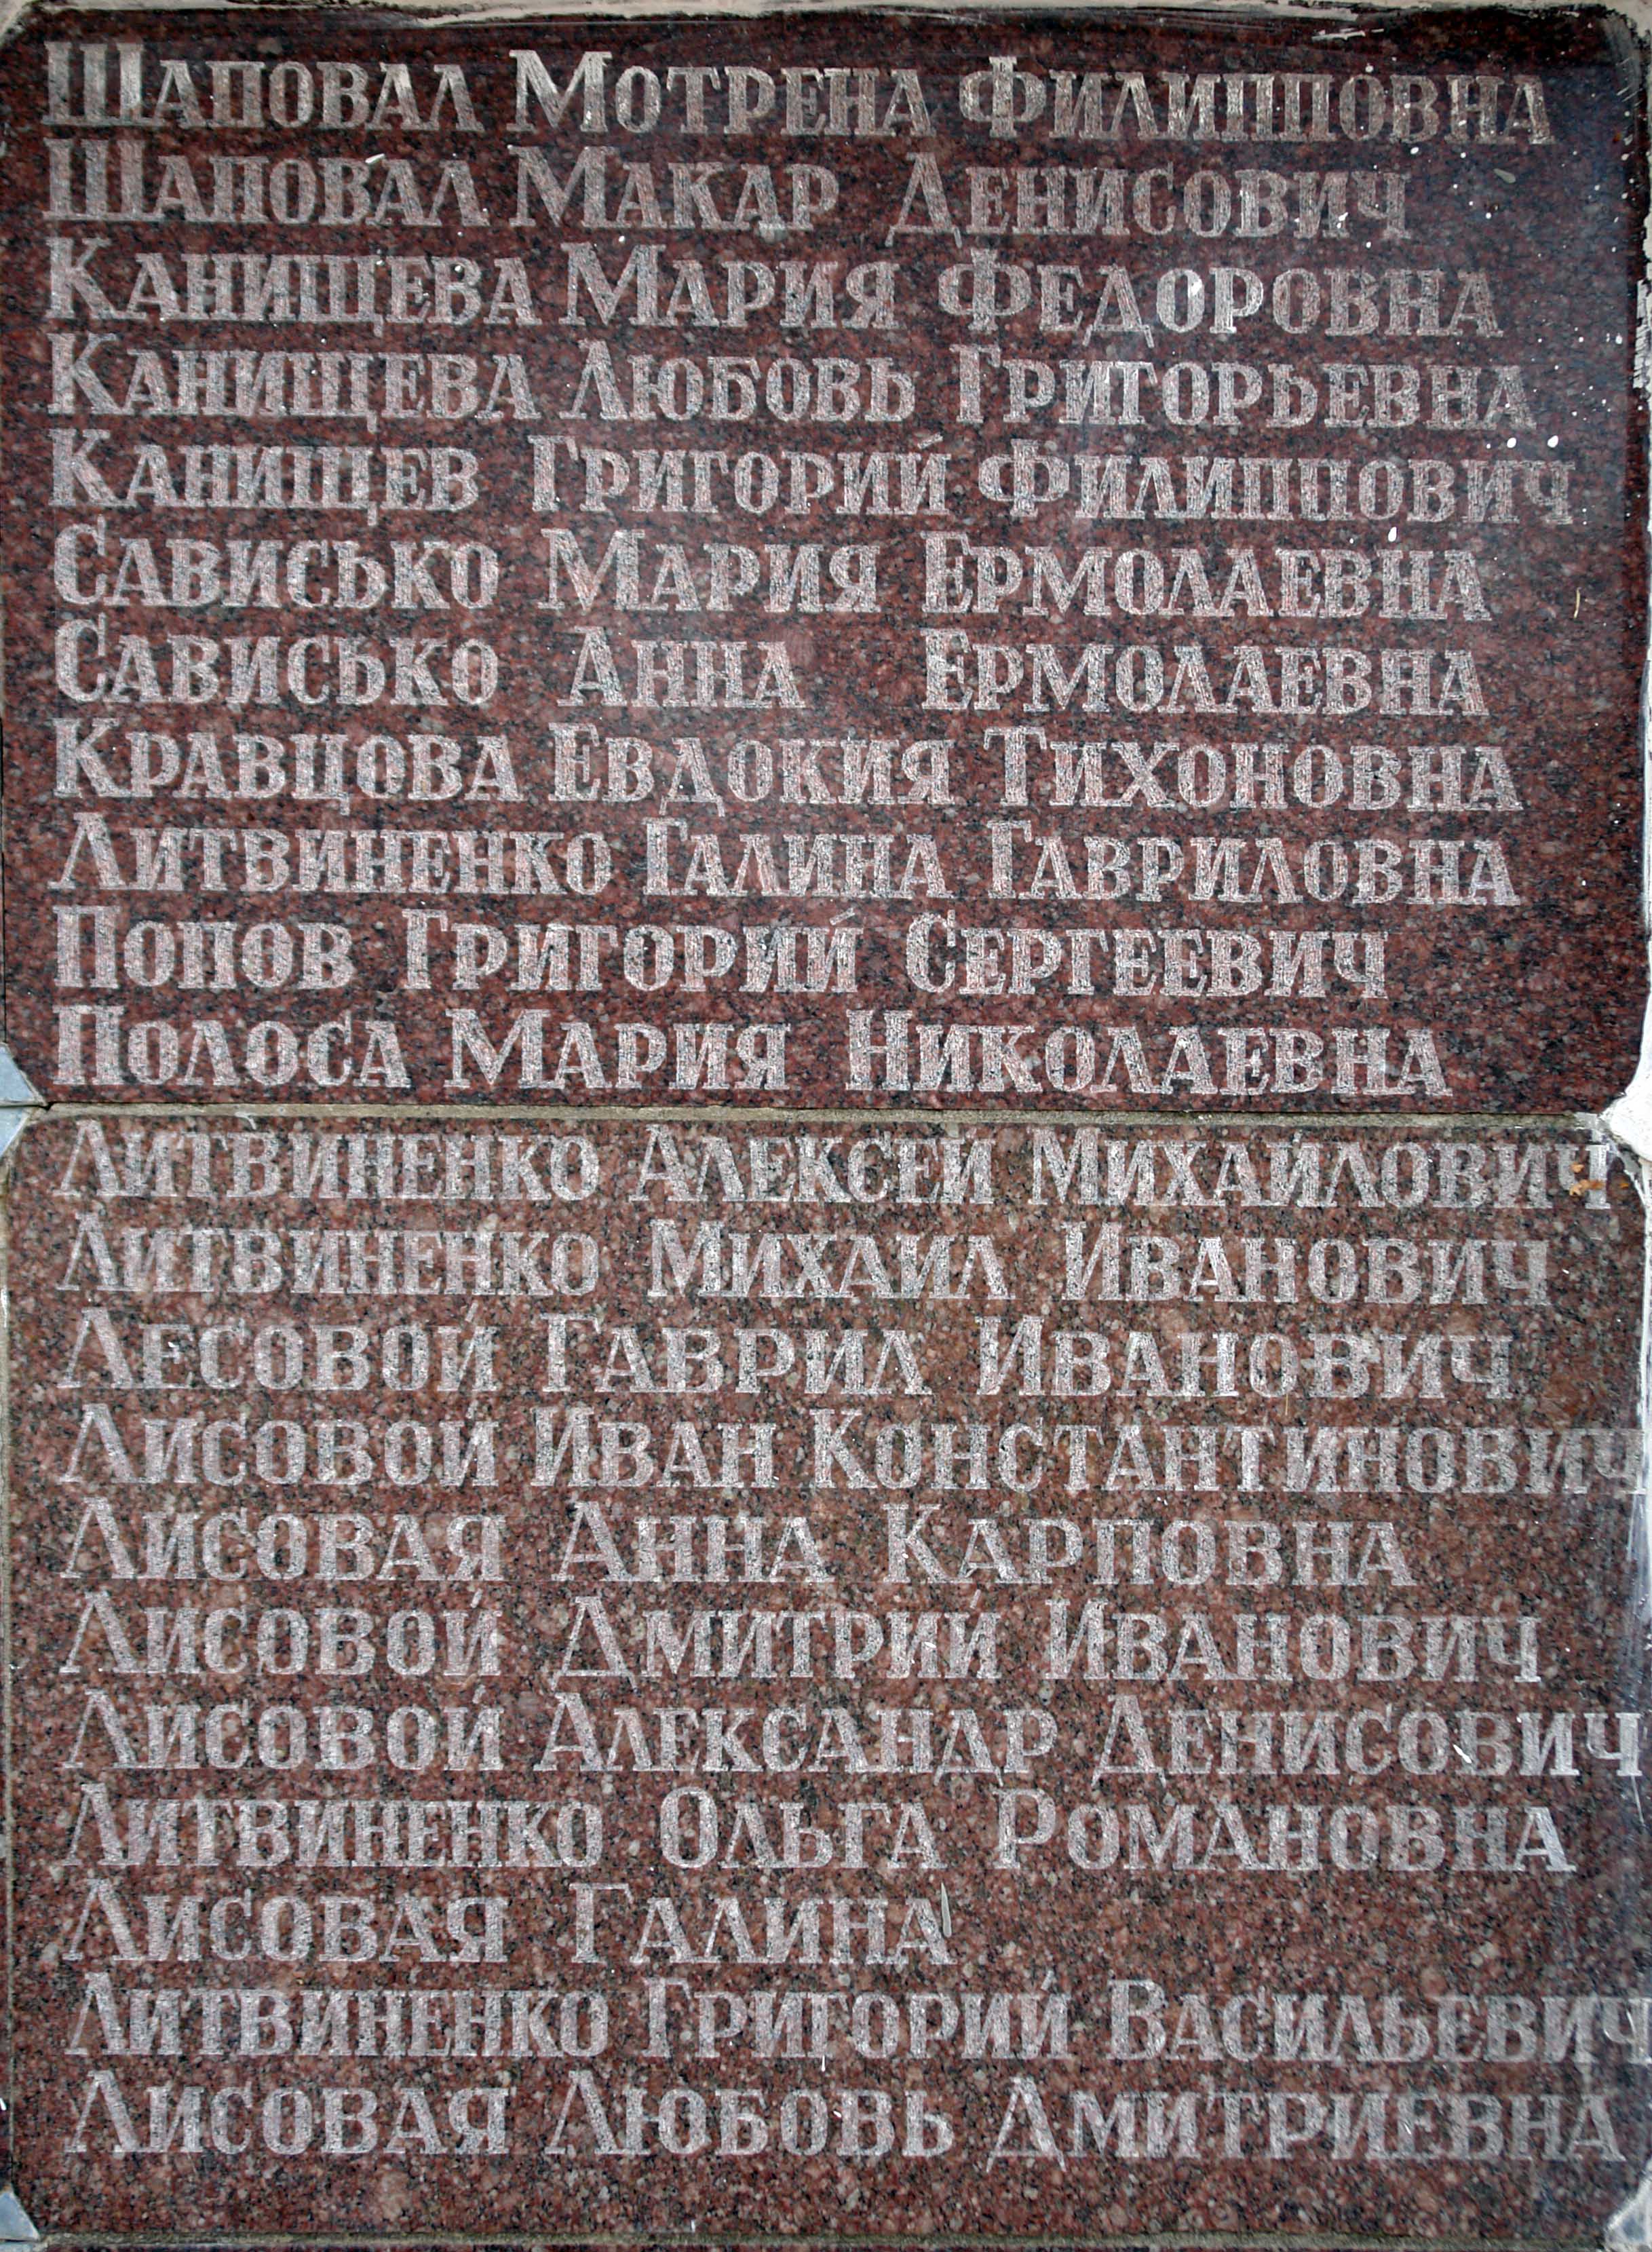 Шаповал Мотрена Филипповна
Шаповал Макар Денисович
Канищева Мария Федоровна
Канищева Любовь Григорьевна
Канищев Григорий Филиппович
Сависько Мария Ермолаевна
Сависько Анна Ермолаевна
Кравцова Евдокия Тихоновна
Литвиненко Галина Гавриловна
Попов Григорий Сергеевич
Полоса Мария Николаевна
Литвиненко Алексей Михайлович
Литвиненко Михаил Иванович
Лесовой Гаврил Иванович
Лисовой Иван Константинович
Лисовая Анна Карповна
Лисовой Дмитрий Иванович
Лисовой Александр Денисович
Литвиненко Ольга Романовна
Лисовая Галина
Литвиненко Григорий Васильевич
Лисовая Любовь Дмитриевна